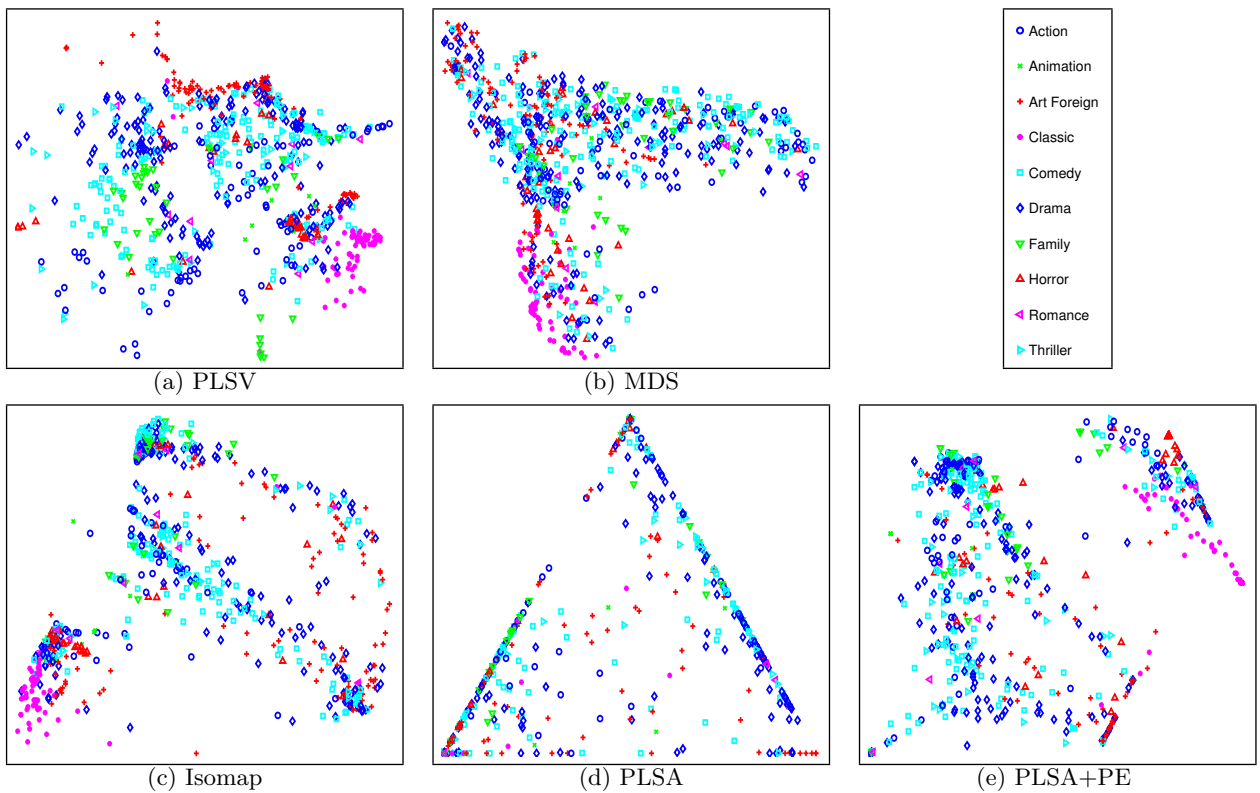 Action
Animation
Art Foreign
Classic
Comedy
Drama
Family
Horror
Romance
Thriller
(a) PLSV
(b) MDS
(c) Isomap
(d) PLSA
(e) PLSA+PE